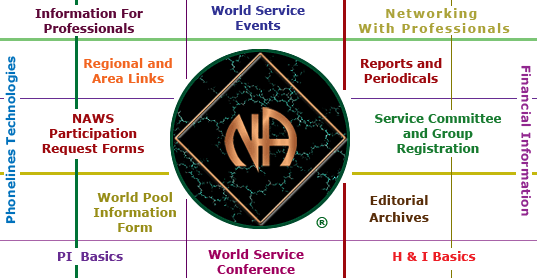 Information For
Professionals
World Service
Events
Networking
With Professionals
Phonelines Technologies
Regional and
Area Links
Reports and
Periodicals
Financial Information
NAWS
Participation
Request Forms
NA
Service Committee
and Group
Registration
World Pool
Information
Form
Editorial
Archives
®
PI Basics
World Service
Conference
H & I Basics